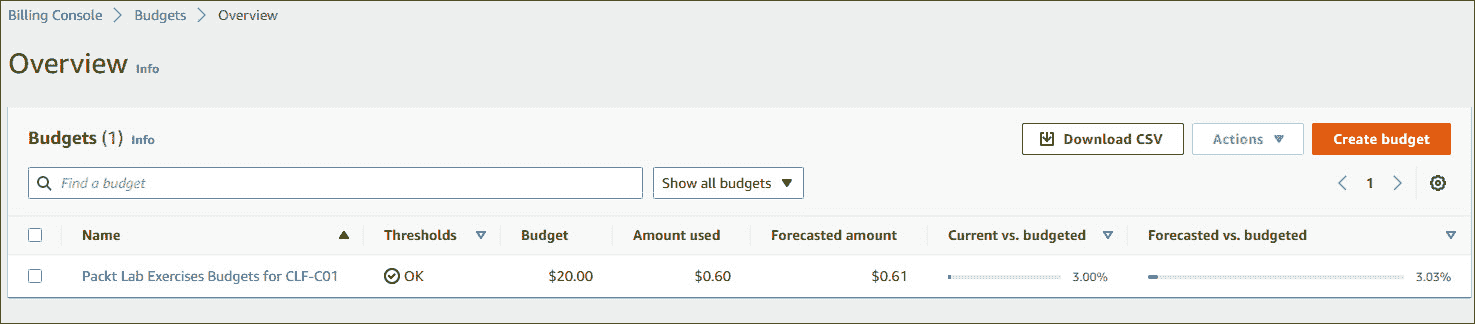 Billing Console > Budgets > Overview
Overview Info
Budgets (1) Info
Download CSV Actions Create budget
Find a budget Show all budgets 1
Name Thresholds Budget Amount used Forecasted amount Current vs. budgeted Forecasted vs. budgeted
Packt Lab Exercises Budgets for CLF-C01 OK $20.00 $0.60 $0.61 3.00% 3.03%